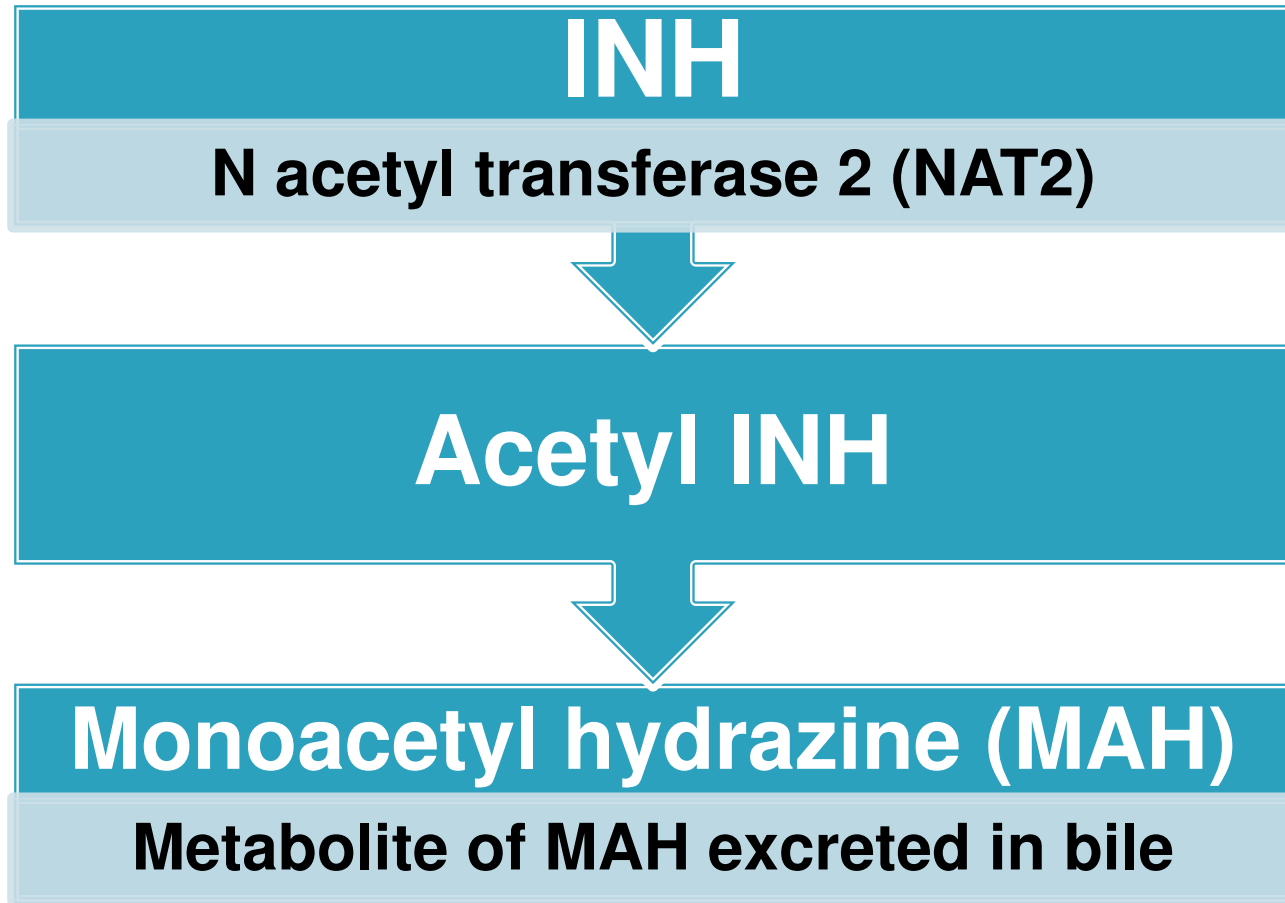 INH
N acetyl transferase 2 (NAT2)
Acetyl INH
Monoacetyl hydrazine (MAH)
Metabolite of MAH excreted in bile